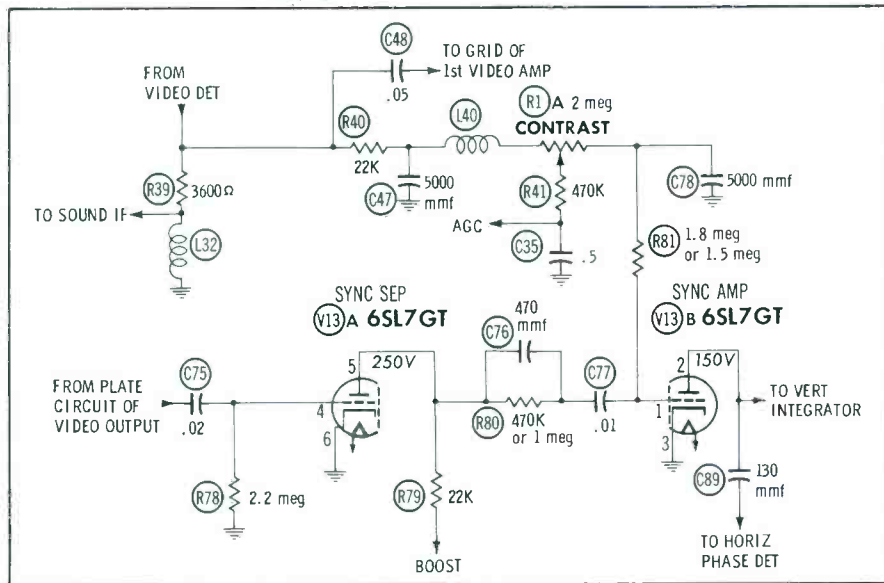 C48
TO GRID OF
1st VIDEO AMP
.05
FROM
VIDEO DET
R40
22K
L40
R1 A 2 meg
CONTRAST
R39
3600Ω
C47
5000
mmf
R41
470K
C78
5000 mmf
TO SOUND IF
L32
AGC
C35
.5
R81
1.8 meg
or 1.5 meg
SYNC SEP
V13 A 6SL7GT
470
mmf
C76
SYNC AMP
V13 B 6SL7GT
5
250V
2
150V
FROM PLATE
CIRCUIT OF
VIDEO OUTPUT
C75
.02
4
6
R80
470K
or 1 meg
C77
.01
1
3
TO VERT
INTEGRATOR
R78
2.2 meg
R79
22K
BOOST
C89
130
mmf
TO HORIZ
PHASE DET